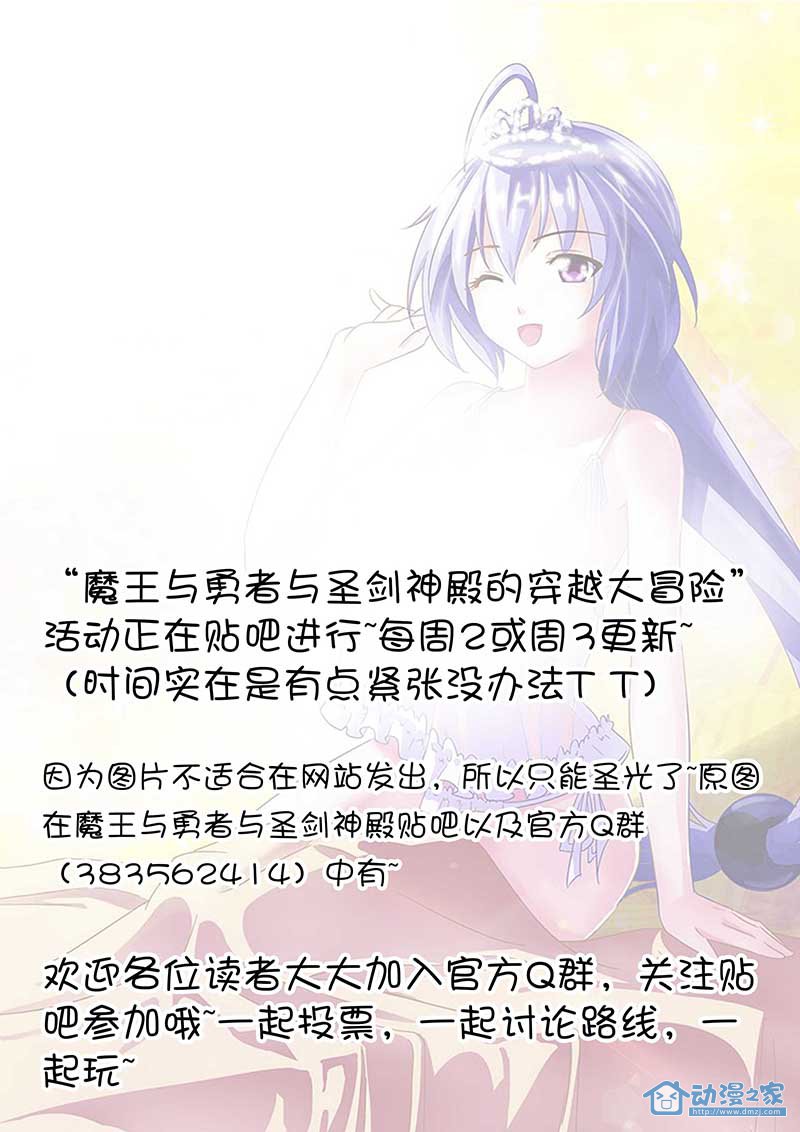 “魔王与勇者与圣剑神殿的穿越大冒险”
活动正在贴吧进行~每周2或周3更新~
（时间实在是有点紧张没办法T T）
因为图片不适合在网站发出，所以只能圣光了~原图
在魔王与勇者与圣剑神殿贴吧以及官方Q群
（383562414）中有~
欢迎各位读者大大加入官方Q群，关注贴
吧参加哦~一起投票，一起讨论路线，一
起玩~
动漫之家
http://www.dmzj.com